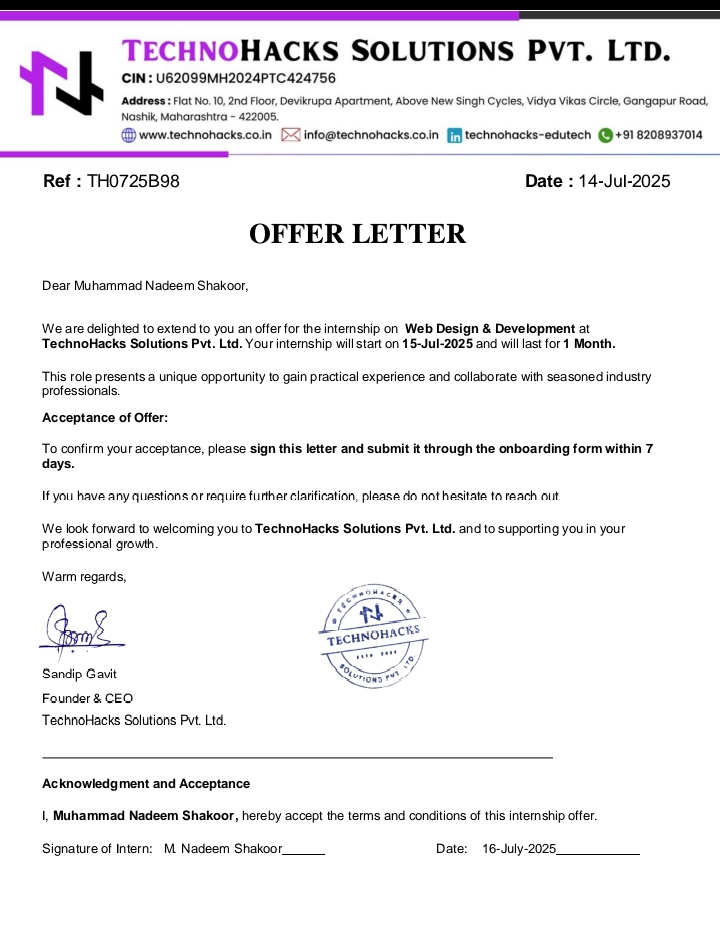 TECHNOHACKS SOLUTIONS PVT. LTD.
CIN : U62099MH2024PTC424756
Address : Flat No. 10, 2nd Floor, Devikrupa Apartment, Above New Singh Cycles, Vidya Vikas Circle, Gangapur Road,
Nashik, Maharashtra - 422005.
www.technohacks.co.in info@technohacks.co.in technohacks-edutech +91 8208937014
Ref : TH0725B98 Date : 14-Jul-2025
OFFER LETTER
Dear Muhammad Nadeem Shakoor,
We are delighted to extend to you an offer for the internship on Web Design & Development at
TechnoHacks Solutions Pvt. Ltd. Your internship will start on 15-Jul-2025 and will last for 1 Month.
This role presents a unique opportunity to gain practical experience and collaborate with seasoned industry
professionals.
Acceptance of Offer:
To confirm your acceptance, please sign this letter and submit it through the onboarding form within 7
days.
If you have any questions or require further clarification, please do not hesitate to reach out.
We look forward to welcoming you to TechnoHacks Solutions Pvt. Ltd. and to supporting you in your
professional growth.
Warm regards,
TECHNOHACKS
TECHNOHACKS
SOLUTIONS PVT. LTD.
Sandip Gavit
Founder & CEO
TechnoHacks Solutions Pvt. Ltd.
Acknowledgment and Acceptance
I, Muhammad Nadeem Shakoor, hereby accept the terms and conditions of this internship offer.
Signature of Intern: M. Nadeem Shakoor______ Date: 16-July-2025____________